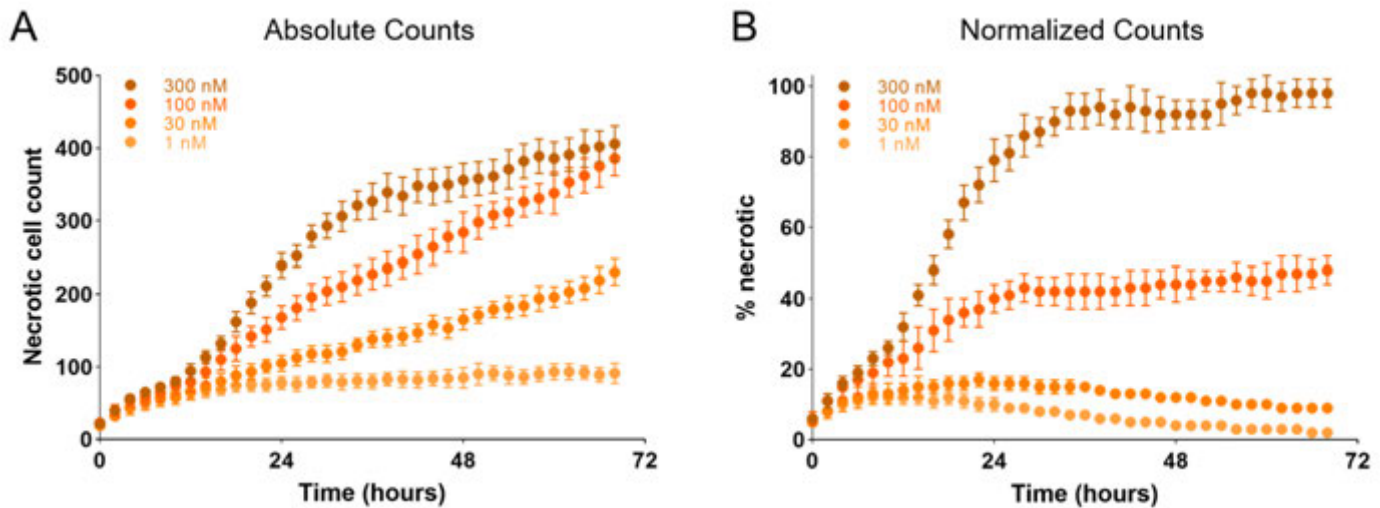 A
Absolute Counts
500
400
300
200
100
0
Necrotic cell count
300 nM
100 nM
30 nM
1 nM
0
24
48
72
Time (hours)
B
Normalized Counts
100
80
60
40
20
0
% necrotic
300 nM
100 nM
30 nM
1 nM
0
24
48
72
Time (hours)